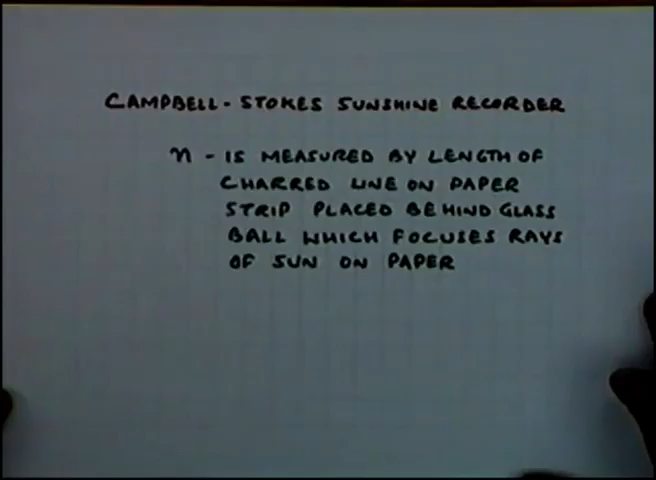 CAMPBELL - STOKES SUNSHINE RECORDER
n - IS MEASURED BY LENGTH OF
CHARRED LINE ON PAPER
STRIP PLACED BEHIND GLASS
BALL WHICH FOCUSES RAYS
OF SUN ON PAPER